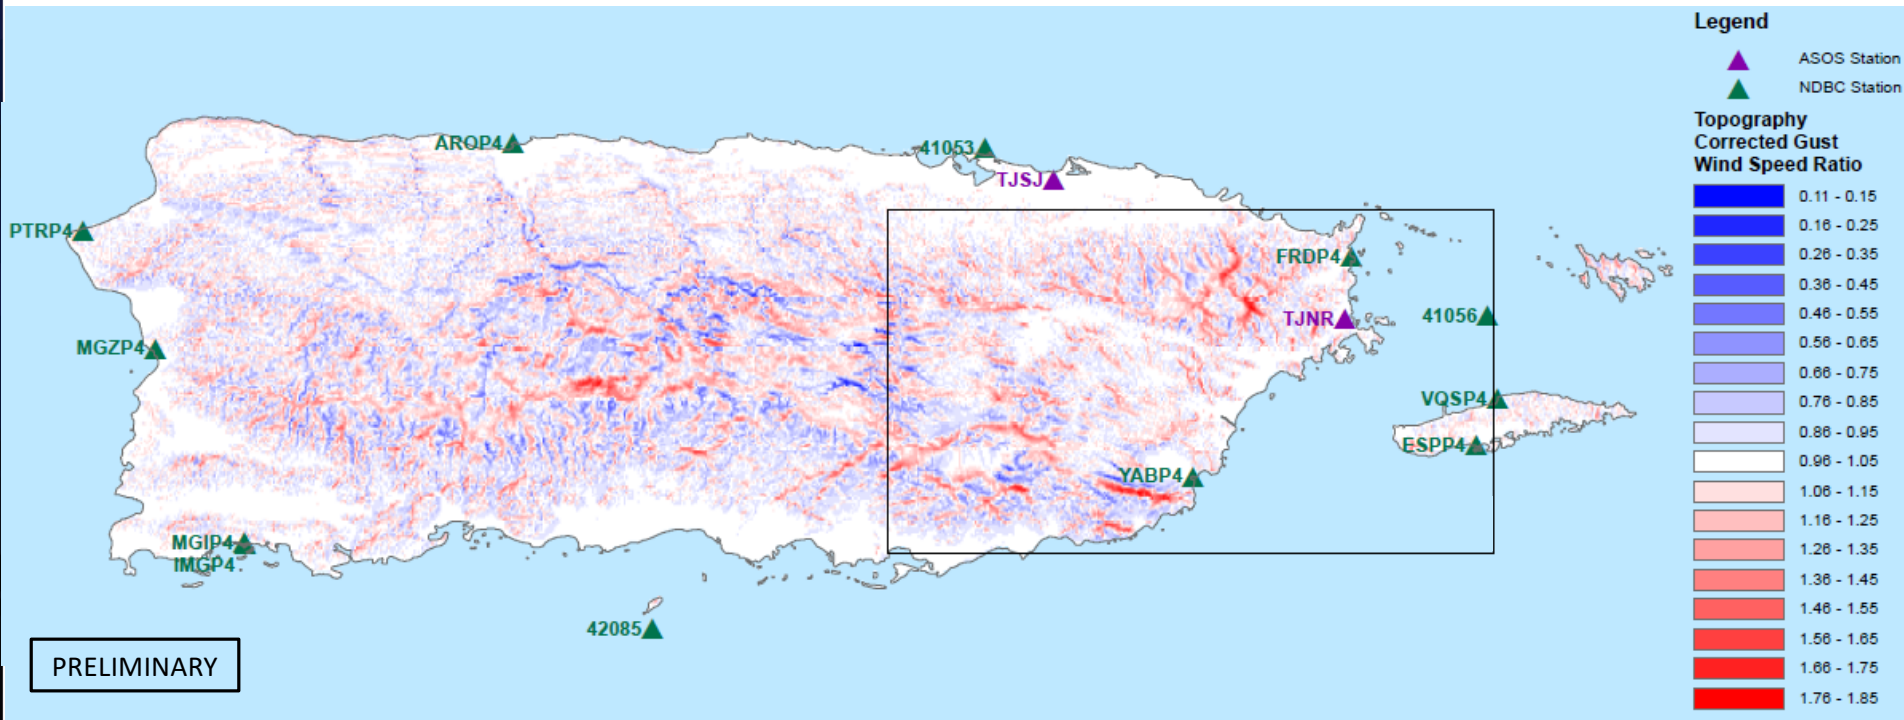 Legend
ASOS Station
NDBC Station
Topography
Corrected Gust
Wind Speed Ratio
0.11 - 0.15
0.16 - 0.25
0.26 - 0.35
0.36 - 0.45
0.46 - 0.55
0.56 - 0.65
0.66 - 0.75
0.76 - 0.85
0.86 - 0.95
0.96 - 1.05
1.06 - 1.15
1.16 - 1.25
1.26 - 1.35
1.36 - 1.45
1.46 - 1.55
1.56 - 1.65
1.66 - 1.75
1.76 - 1.85
AROP4
41053
TJSJ
PTRP4
FRDP4
TJNR
41056
MGZP4
VQSP4
ESPP4
YABP4
MGIP4
IMGP4
42085
PRELIMINARY